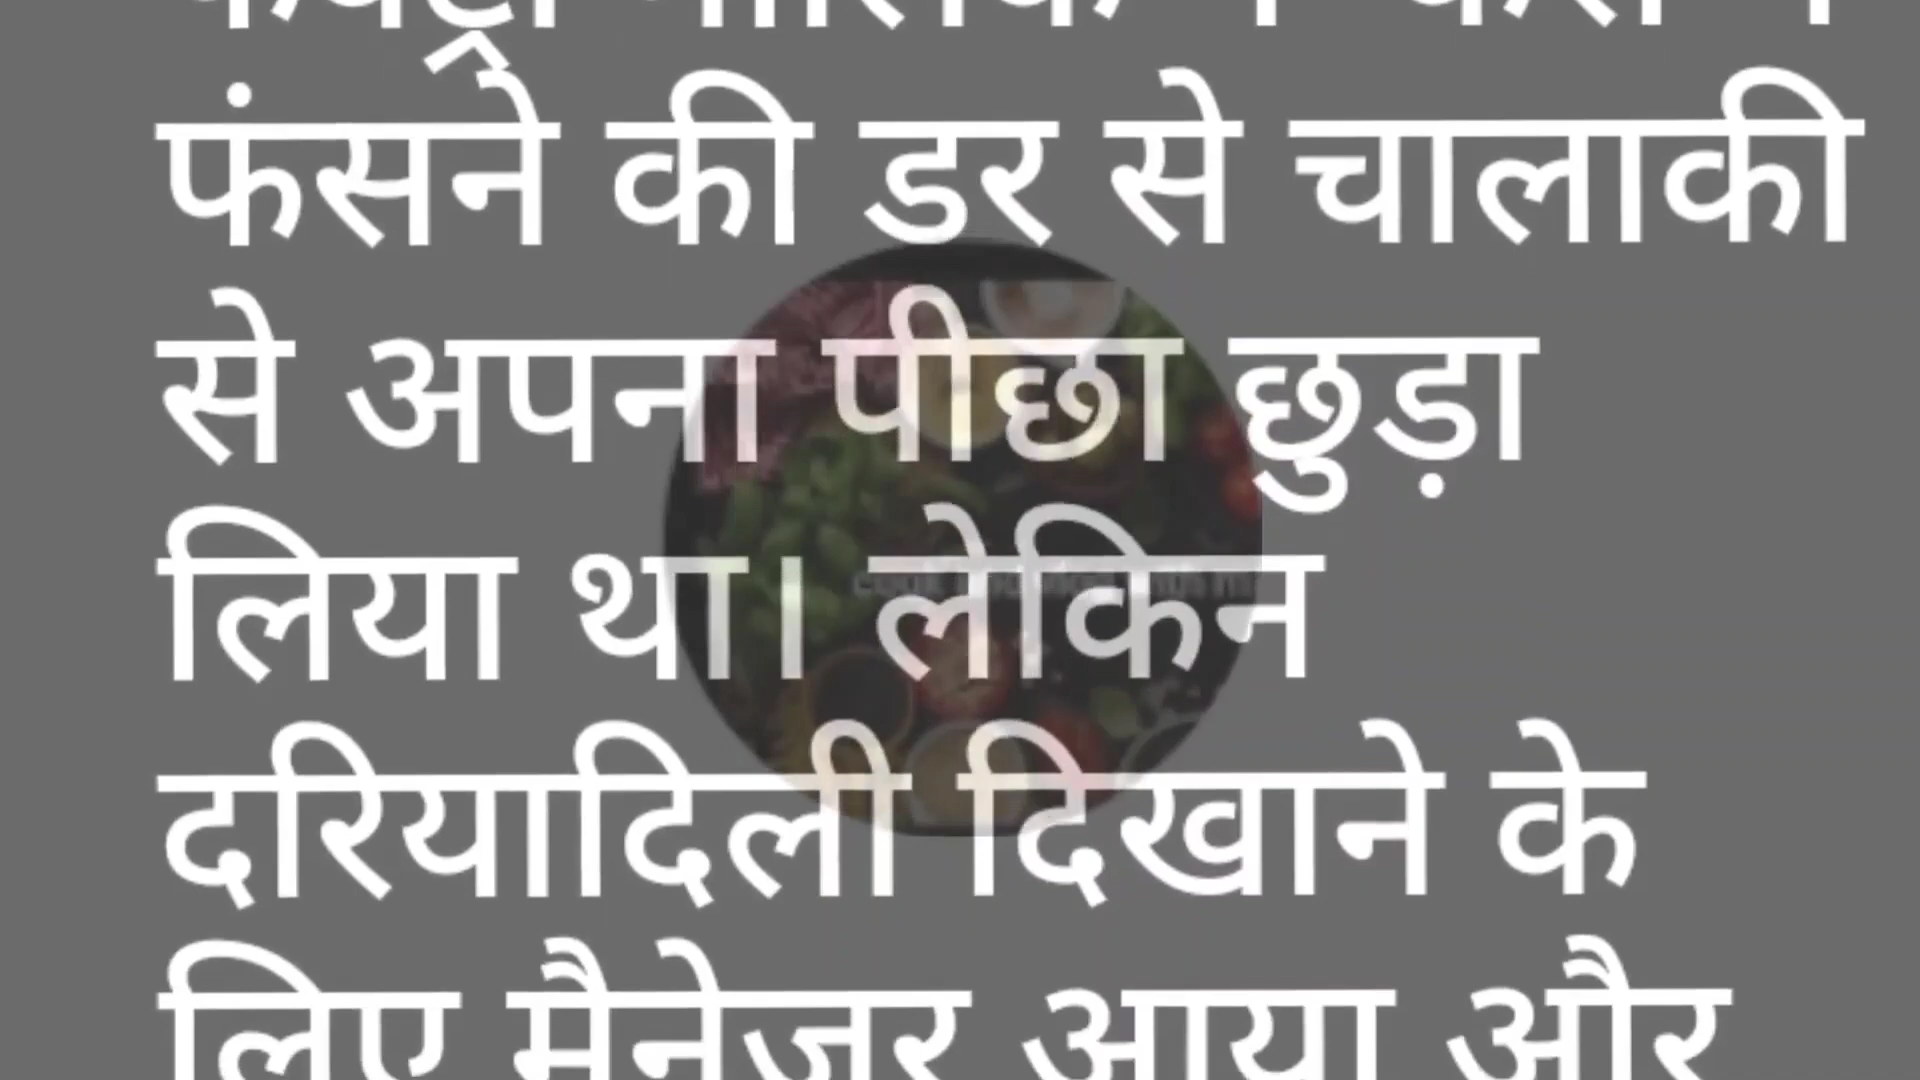 फंसने की डर से चालाकी
से अपना पीछा छुड़ा
लिया था। लेकिन
दरियादिली दिखाने के
लिए मैनेजर आया और